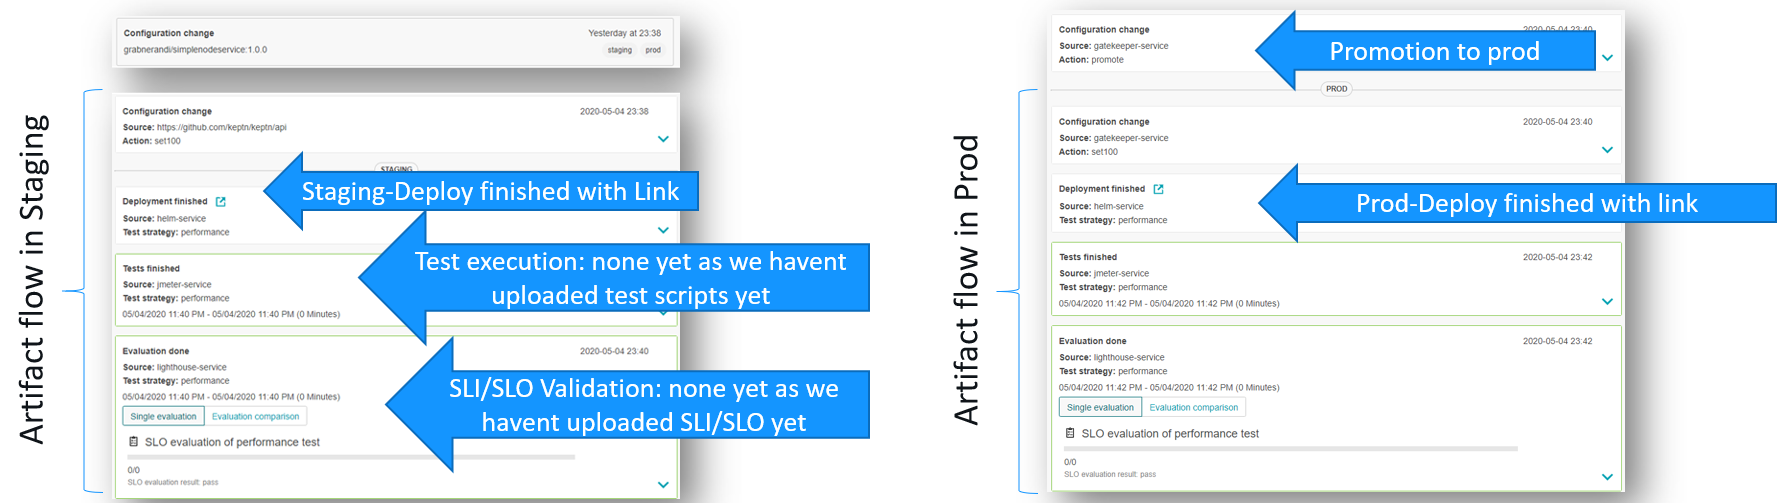 Artifact flow in Staging
Configuration change
Yesterday at 23:38
grabnerandi/simplenodeservice:1.0.0
staging prod
Configuration change
2020-05-04 23:38
Source: https://github.com/keptn/keptn/api
Action: set100
STAGING
Staging-Deploy finished with Link
Deployment finished
Source: helm-service
Test strategy: performance
Test execution: none yet as we havent
uploaded test scripts yet
Tests finished
Source: jmeter-service
Test strategy: performance
05/04/2020 11:40 PM - 05/04/2020 11:40 PM (0 Minutes)
Evaluation done
2020-05-04 23:40
Source: lighthouse-service
Test strategy: performance
05/04/2020 11:40 PM - 05/04/2020 11:40 PM (0 Minutes)
SLI/SLO Validation: none yet as we
havent uploaded SLI/SLO yet
Single evaluation Evaluation comparison
SLO evaluation of performance test
0/0
SLO evaluation result: pass
Artifact flow in Prod
Configuration change
2020-05-04 23:40
Source: gatekeeper-service
Action: promote
Promotion to prod
PROD
Configuration change
2020-05-04 23:40
Source: gatekeeper-service
Action: set100
Deployment finished
Source: helm-service
Test strategy: performance
Prod-Deploy finished with link
Tests finished
2020-05-04 23:42
Source: jmeter-service
Test strategy: performance
05/04/2020 11:42 PM - 05/04/2020 11:42 PM (0 Minutes)
Evaluation done
2020-05-04 23:42
Source: lighthouse-service
Test strategy: performance
05/04/2020 11:42 PM - 05/04/2020 11:42 PM (0 Minutes)
Single evaluation Evaluation comparison
SLO evaluation of performance test
0/0
SLO evaluation result: pass